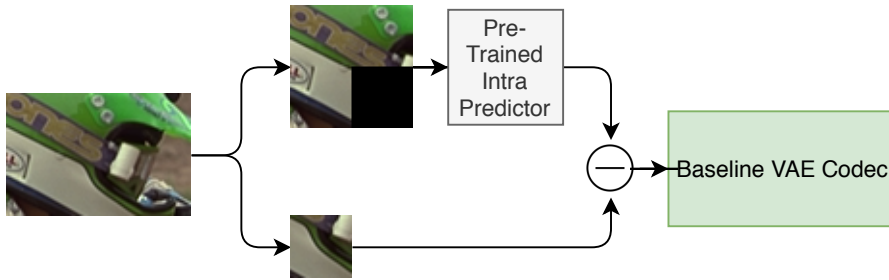 Pre-
Trained
Intra
Predictor
Baseline VAE Codec